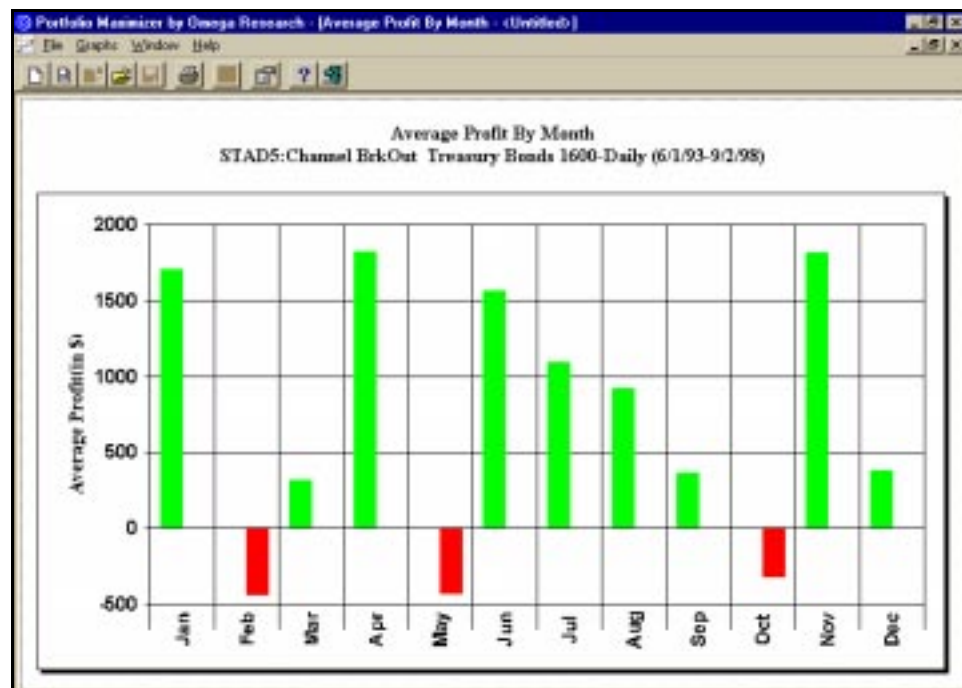 Portfolio Maximizer by Omega Research - [Average Profit By Month - <Untitled>]
File Graphs Window Help
Average Profit By Month
STAD5:Channel BrkOut Treasury Bonds 1600-Daily (6/1/93-9/2/98)
2000
1500
1000
500
0
-500
Average Profit(in $)
Jan Feb Mar Apr May Jun Jul Aug Sep Oct Nov Dec